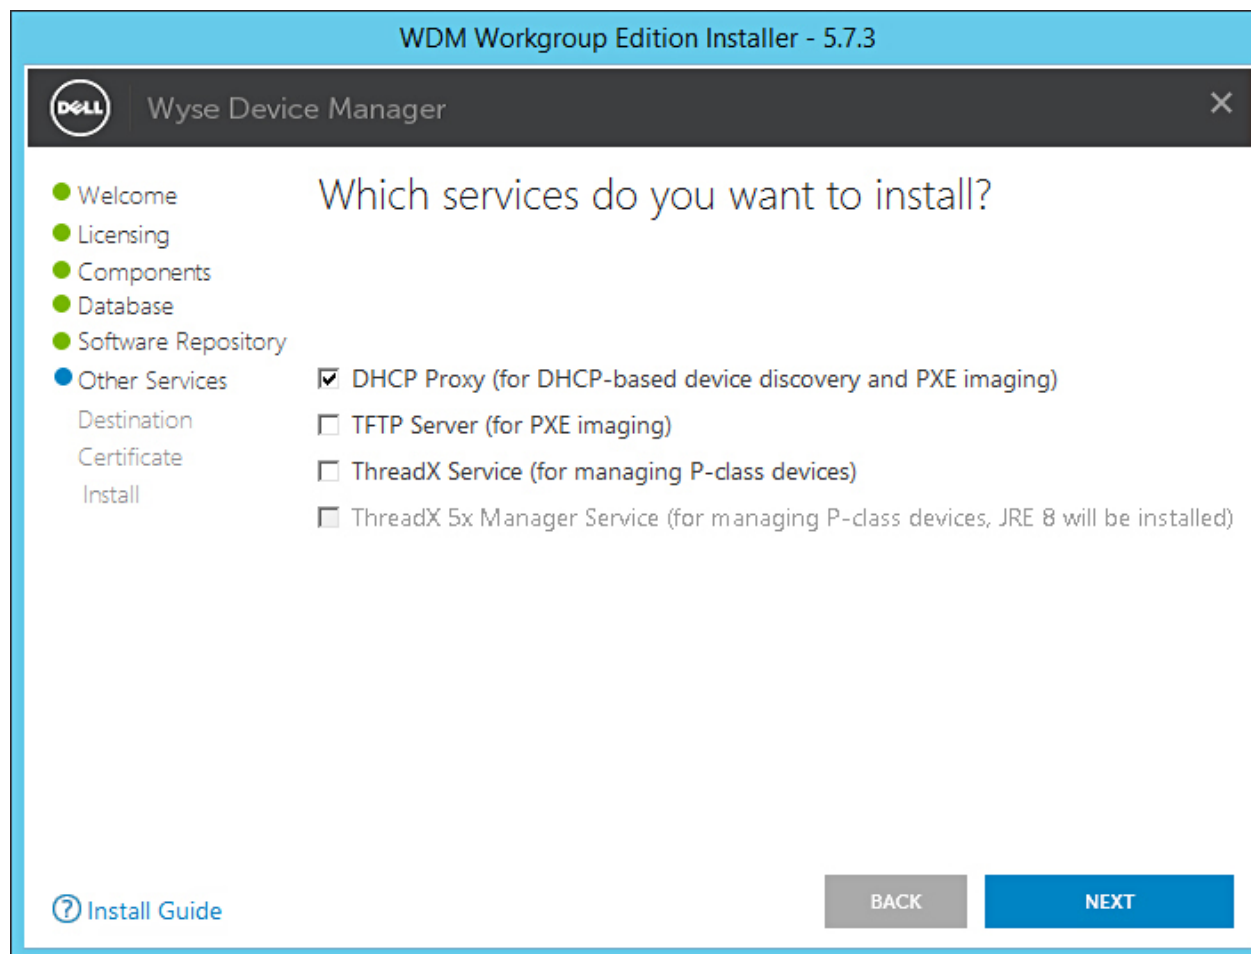 WDM Workgroup Edition Installer - 5.7.3
DELL
Wyse Device Manager
Welcome
Licensing
Components
Database
Software Repository
Other Services
Destination
Certificate
Install
Which services do you want to install?
DHCP Proxy (for DHCP-based device discovery and PXE imaging)
TFTP Server (for PXE imaging)
ThreadX Service (for managing P-class devices)
ThreadX 5x Manager Service (for managing P-class devices, JRE 8 will be installed)
? Install Guide
BACK
NEXT